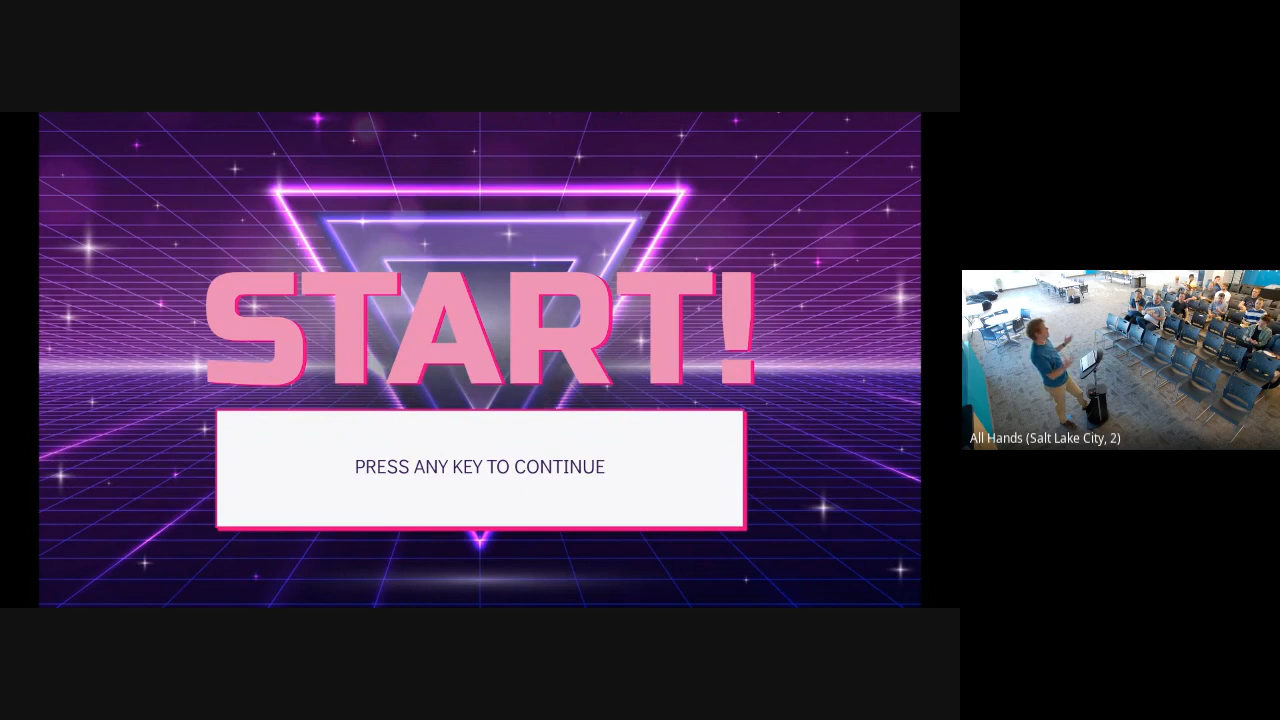 START!
PRESS ANY KEY TO CONTINUE
All Hands (Salt Lake City, 2)